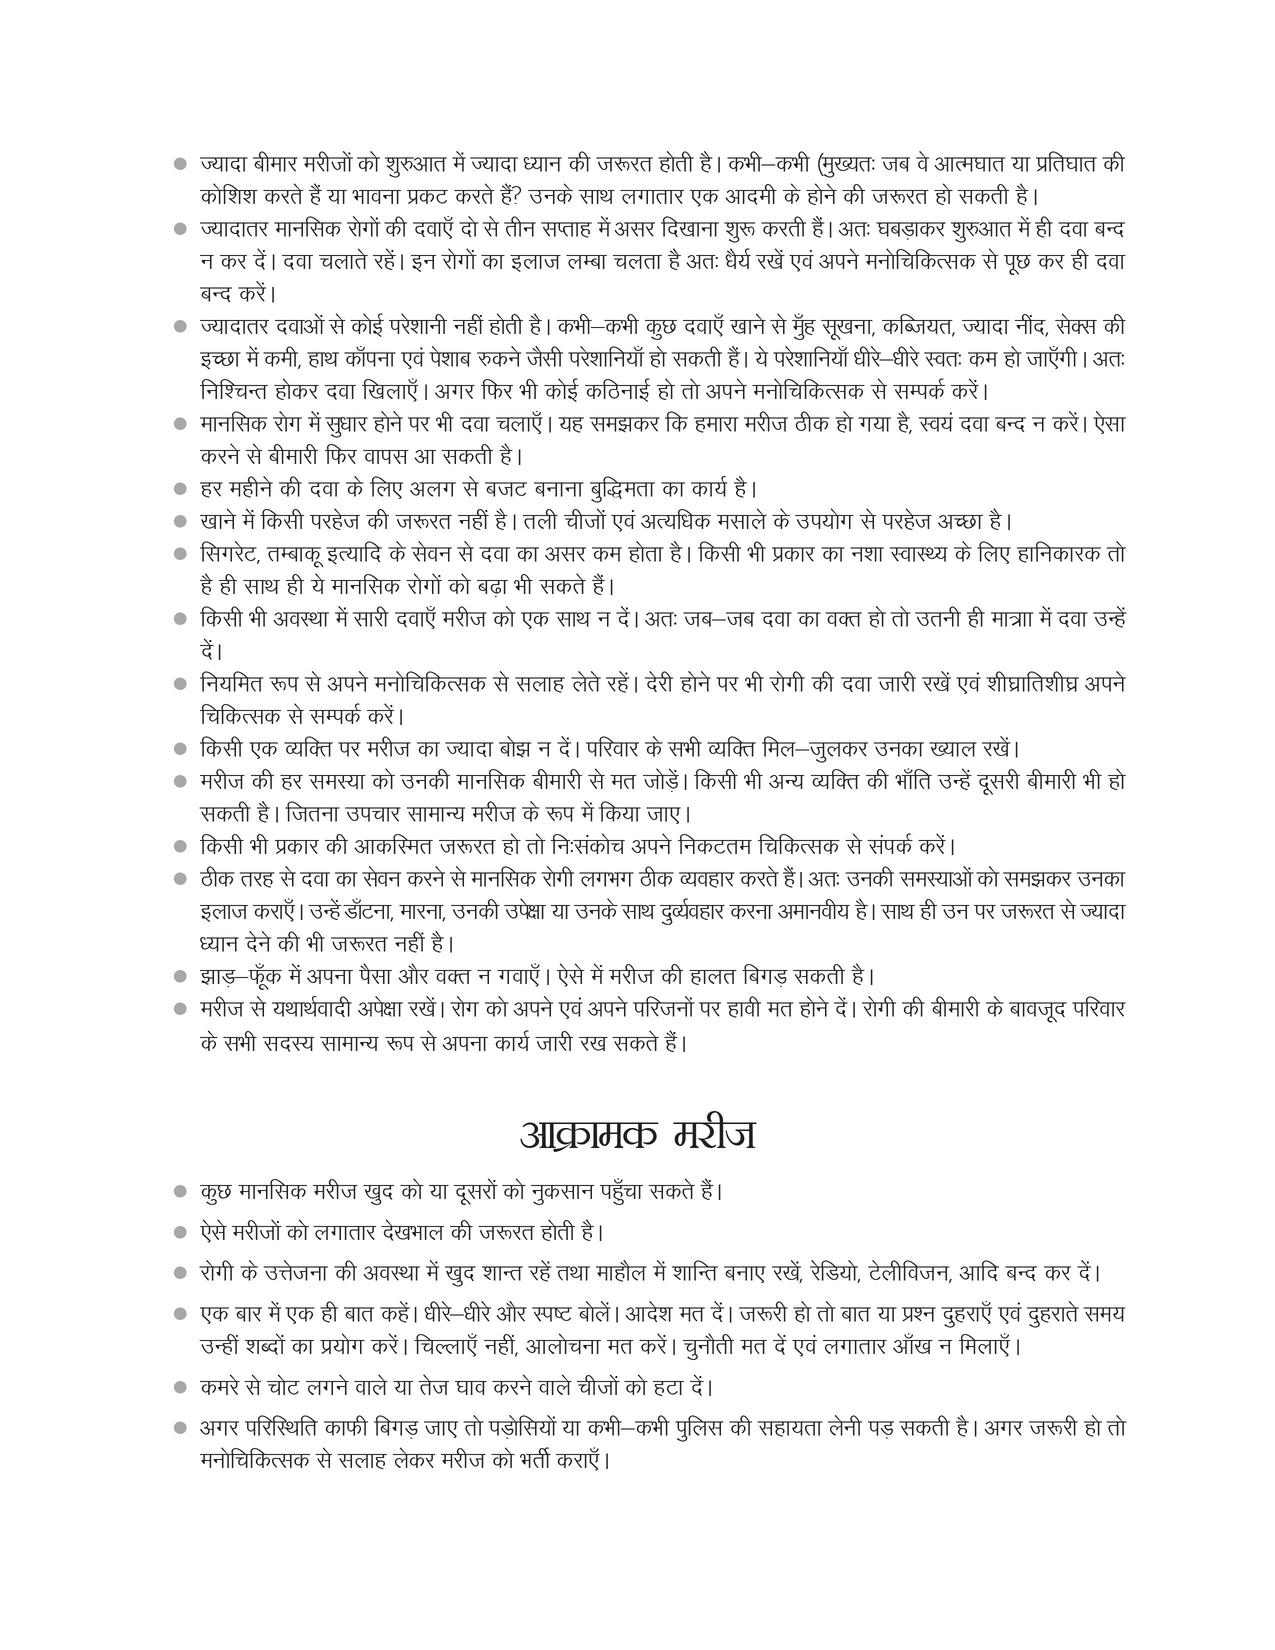 ज्यादा बीमार मरीजों को शुरुआत में ज्यादा ध्यान की जरूरत होती है। कभी–कभी (मुख्यतः जब वे आत्मघात या प्रतिघात की
कोशिश करते हैं या भावना प्रकट करते हैं? उनके साथ लगातार एक आदमी के होने की जरूरत हो सकती है।
ज्यादातर मानसिक रोगों की दवाएँ दो से तीन सप्ताह में असर दिखाना शुरू करती हैं। अतः घबड़ाकर शुरुआत में ही दवा बन्द
न कर दें। दवा चलाते रहें। इन रोगों का इलाज लम्बा चलता है अतः धैर्य रखें एवं अपने मनोचिकित्सक से पूछ कर ही दवा
बन्द करें।
ज्यादातर दवाओं से कोई परेशानी नहीं होती है। कभी–कभी कुछ दवाएँ खाने से मुँह सूखना, कब्जियत, ज्यादा नींद, सेक्स की
इच्छा में कमी, हाथ काँपना एवं पेशाब रुकने जैसी परेशानियाँ हो सकती हैं। ये परेशानियाँ धीरे–धीरे स्वतः कम हो जाएँगी। अतः
निश्चिन्त होकर दवा खिलाएँ। अगर फिर भी कोई कठिनाई हो तो अपने मनोचिकित्सक से सम्पर्क करें।
मानसिक रोग में सुधार होने पर भी दवा चलाएँ। यह समझकर कि हमारा मरीज ठीक हो गया है, स्वयं दवा बन्द न करें। ऐसा
करने से बीमारी फिर वापस आ सकती है।
हर महीने की दवा के लिए अलग से बजट बनाना बुद्धिमता का कार्य है।
खाने में किसी परहेज की जरूरत नहीं है। तली चीजों एवं अत्यधिक मसाले के उपयोग से परहेज अच्छा है।
सिगरेट, तम्बाकू इत्यादि के सेवन से दवा का असर कम होता है। किसी भी प्रकार का नशा स्वास्थ्य के लिए हानिकारक तो
है ही साथ ही ये मानसिक रोगों को बढ़ा भी सकते हैं।
किसी भी अवस्था में सारी दवाएँ मरीज को एक साथ न दें। अतः जब–जब दवा का वक्त हो तो उतनी ही मात्राा में दवा उन्हें
दें।
नियमित रूप से अपने मनोचिकित्सक से सलाह लेते रहें। देरी होने पर भी रोगी की दवा जारी रखें एवं शीघ्रातिशीघ्र अपने
चिकित्सक से सम्पर्क करें।
किसी एक व्यक्ति पर मरीज का ज्यादा बोझ न दें। परिवार के सभी व्यक्ति मिल–जुलकर उनका ख्याल रखें।
मरीज की हर समस्या को उनकी मानसिक बीमारी से मत जोड़ें। किसी भी अन्य व्यक्ति की भाँति उन्हें दूसरी बीमारी भी हो
सकती है। जितना उपचार सामान्य मरीज के रूप में किया जाए।
किसी भी प्रकार की आकस्मित जरूरत हो तो निःसंकोच अपने निकटतम चिकित्सक से संपर्क करें।
ठीक तरह से दवा का सेवन करने से मानसिक रोगी लगभग ठीक व्यवहार करते हैं। अतः उनकी समस्याओं को समझकर उनका
इलाज कराएँ। उन्हें डाँटना, मारना, उनकी उपेक्षा या उनके साथ दुर्व्यवहार करना अमानवीय है। साथ ही उन पर जरूरत से ज्यादा
ध्यान देने की भी जरूरत नहीं है।
झाड़–फूँक में अपना पैसा और वक्त न गवाएँ। ऐसे में मरीज की हालत बिगड़ सकती है।
मरीज से यथार्थवादी अपेक्षा रखें। रोग को अपने एवं अपने परिजनों पर हावी मत होने दें। रोगी की बीमारी के बावजूद परिवार
के सभी सदस्य सामान्य रूप से अपना कार्य जारी रख सकते हैं।
आक्रामक मरीज
कुछ मानसिक मरीज खुद को या दूसरों को नुकसान पहुँचा सकते हैं।
ऐसे मरीजों को लगातार देखभाल की जरूरत होती है।
रोगी के उत्तेजना की अवस्था में खुद शान्त रहें तथा माहौल में शान्ति बनाए रखें, रेडियो, टेलीविजन, आदि बन्द कर दें।
एक बार में एक ही बात कहें। धीरे–धीरे और स्पष्ट बोलें। आदेश मत दें। जरूरी हो तो बात या प्रश्न दुहराएँ एवं दुहराते समय
उन्हीं शब्दों का प्रयोग करें। चिल्लाएँ नहीं, आलोचना मत करें। चुनौती मत दें एवं लगातार आँख न मिलाएँ।
कमरे से चोट लगने वाले या तेज घाव करने वाले चीजों को हटा दें।
अगर परिस्थिति काफी बिगड़ जाए तो पड़ोसियों या कभी–कभी पुलिस की सहायता लेनी पड़ सकती है। अगर जरूरी हो तो
मनोचिकित्सक से सलाह लेकर मरीज को भर्ती कराएँ।